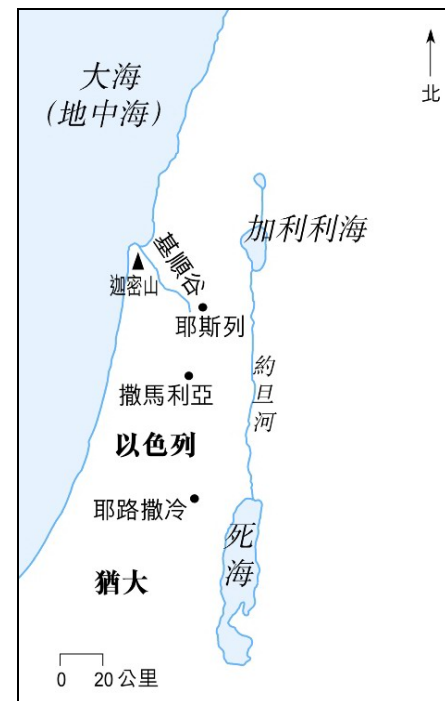 大海
(地中海)
北
加利利海
基順谷
迦密山
耶斯列
約旦河
撒馬利亞
以色列
耶路撒冷
死海
猶大
0 20 公里